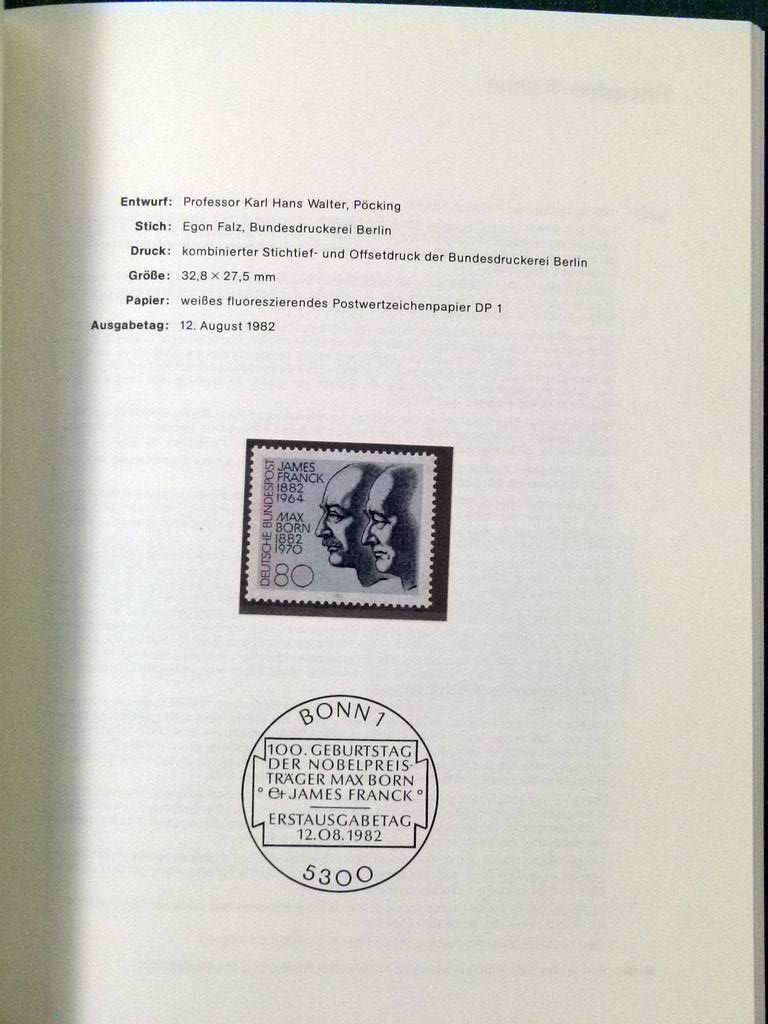 Entwurf: Professor Karl Hans Walter, Pöcking
Stich: Egon Falz, Bundesdruckerei Berlin
Druck: kombinierter Stichtief- und Offsetdruck der Bundesdruckerei Berlin
Größe: 32,8 × 27,5 mm
Papier: weißes fluoreszierendes Postwertzeichenpapier DP 1
Ausgabetag: 12. August 1982
DEUTSCHE BUNDESPOST
JAMES
FRANCK
1882
1964
MAX
BORN
1882
1970
80
BONN 1
100. GEBURTSTAG
DER NOBELPREIS-
TRÄGER MAX BORN
& JAMES FRANCK
ERSTAUSGABETAG
12.08.1982
5300